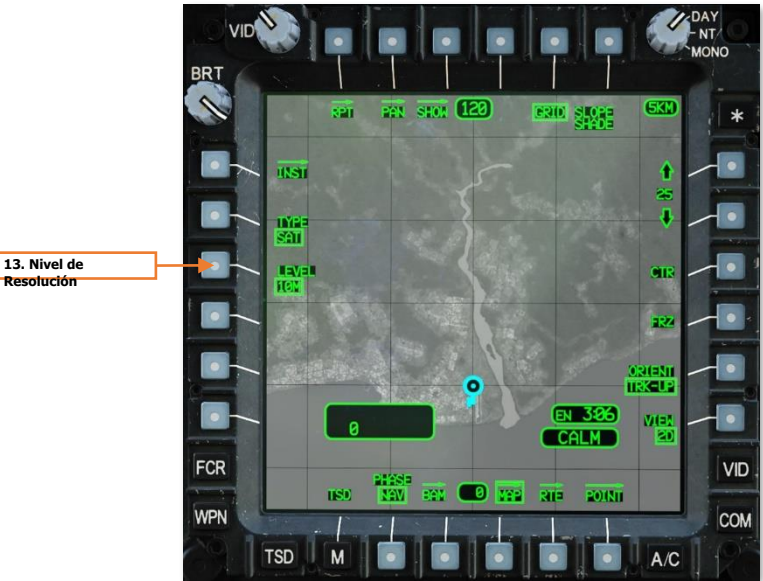 VID
DAY
NT
MONO
BRT
*
RPT PAN SHOW 120 GRID SLOPE SHADE 5KM
INST
25
TYPE
SAT
13. Nivel de
Resolución
LEVEL
10M
CTR
FRZ
ORIENT
TRK-UP
0
EN 3:06
CALM
VIEW
2D
FCR
VID
PHASE
TSD NAV BAM 0 MAP RTE POINT
WPN
COM
TSD M A/C